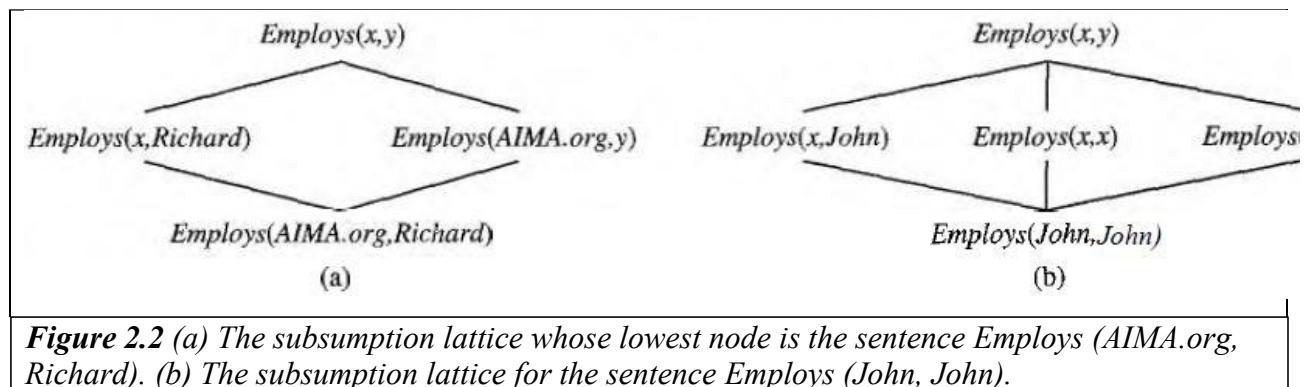 Employs(x,y)
Employs(x,Richard)
Employs(AIMA.org,y)
Employs(AIMA.org,Richard)
(a)
Employs(x,y)
Employs(x,John)
Employs(x,x)
Employs(
Employs(John,John)
(b)
Figure 2.2 (a) The subsumption lattice whose lowest node is the sentence Employs (AIMA.org,
Richard). (b) The subsumption lattice for the sentence Employs (John, John).